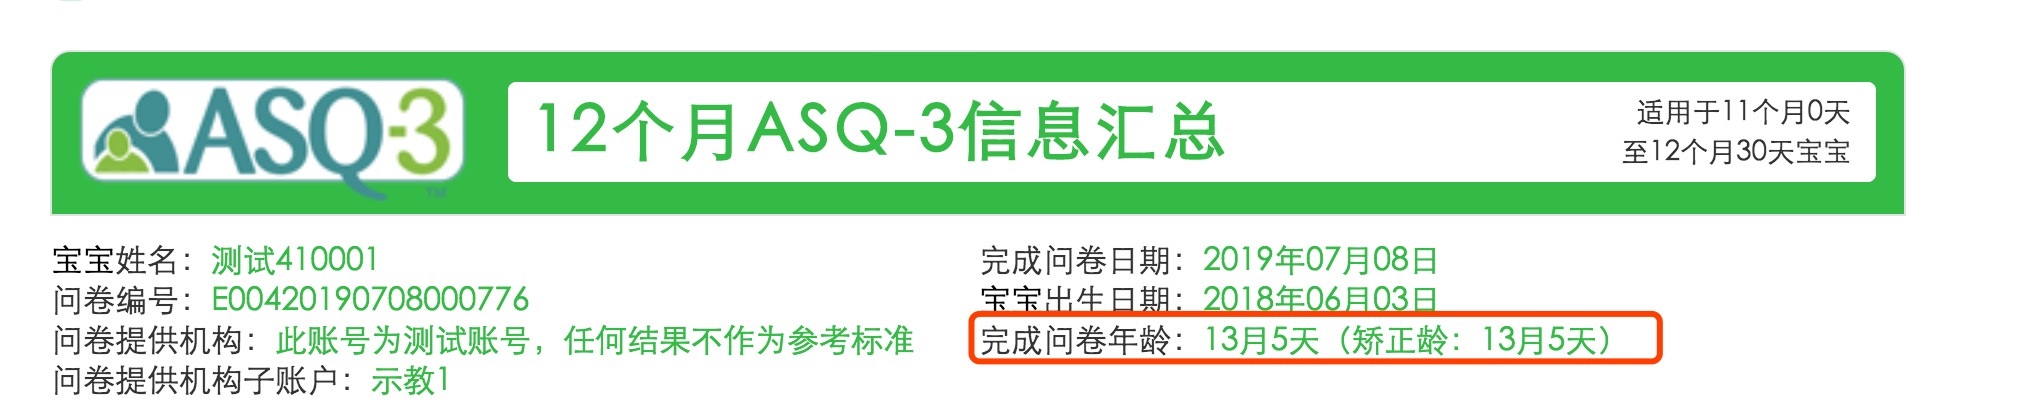 ASQ-3
TM
12个月ASQ-3信息汇总
适用于11个月0天
至12个月30天宝宝
宝宝姓名：测试410001
问卷编号：E00420190708000776
问卷提供机构：此账号为测试账号，任何结果不作为参考标准
问卷提供机构子账户：示教1
完成问卷日期：2019年07月08日
宝宝出生日期：2018年06月03日
完成问卷年龄：13月5天（矫正龄：13月5天）